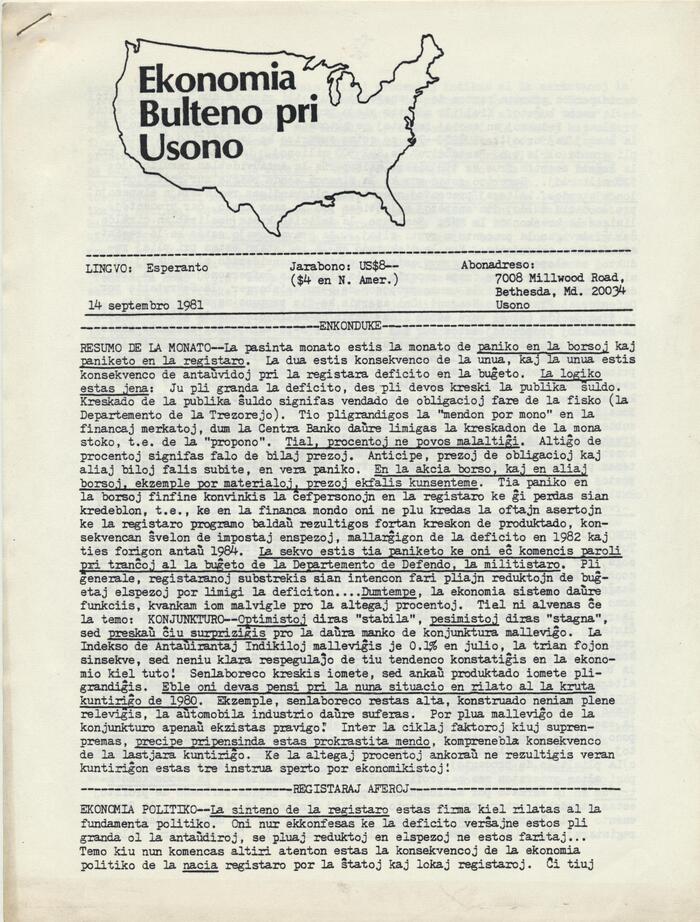 Ekonomia
Bulteno pri
Usono
LINGVO: Esperanto Jarabono: US$8-- Abonadreso:
($4 en N. Amer.) 7008 Millwood Road,
Bethesda, Md. 20034
14 septembro 1981 Usono
ENKONDUKE
RESUMO DE LA MONATO--La pasinta monato estis la monato de paniko en la borsoj kaj
paniketo en la registaro. La dua estis konsekvenco de la unua, kaj la unua estis
konsekvenco de antaŭvidoj pri la registara deficito en la buĝeto. La logiko
estas jena: Ju pli granda la deficito, des pli devos kreski la publika ŝuldo.
Kreskado de la publika ŝuldo signifas vendado de obligacioj fare de la fisko (la
Departemento de la Trezorejo). Tio pligrandigos la "mendon por mono" en la
financaj merkatoj, dum la Centra Banko daŭre limigas la kreskadon de la mona
stoko, t.e. de la "propono". Tial, procentoj ne povos malaltiĝi. Altiĝo de
procentoj signifas falo de bilaj prezoj. Anticipe, prezoj de obligacioj kaj
aliaj biloj falis subite, en vera paniko. En la akcia borso, kaj en aliaj
borsoj, ekzemple por materialoj, prezoj ekfalis kunsenteme. Tia paniko en
la borsoj finfine konvinkis la ĉefpersonojn en la registaro ke ĝi perdas sian
kredeblon, t.e., ke en la financa mondo oni ne plu kredas la oftajn asertojn
ke la registaro programo baldaŭ rezultigos fortan kreskon de produktado, kon-
sekvencan ŝvelon de impostaj enspezoj, mallarĝigon de la deficito en 1982 kaj
ties forigon antaŭ 1984. La sekvo estis tia paniketo ke oni eĉ komencis paroli
pri tranĉoj al la buĝeto de la Departemento de Defendo, la militistaro. Pli
ĝenerale, registaranoj substrekis sian intencon fari pliajn reduktojn de buĝ-
etaj elspezoj por limigi la deficiton....Dumtempe, la ekonomia sistemo daŭre
funkciis, kvankam iom malvigle pro la altegaj procentoj. Tiel ni alvenas ĉe
la temo: KONJUNKTURO--Optimistoj diras "stabila", pesimistoj diras "stagna",
sed preskaŭ ĉiu surpriziĝis pro la daŭra manko de konjunktura malleviĝo. La
Indekso de Antaŭirantaj Indikiloj malleviĝis je 0.1% en julio, la trian fojon
sinsekve, sed neniu klara respeguljaĵo de tiu tendenco konstatiĝis en la ekono-
mio kiel tuto! Senlaboreco kreskis iomete, sed ankaŭ produktado iomete pli-
grandiĝis. Eble oni devas pensi pri la nuna situacio en rilato al la kruta
kuntiriĝo de 1980. Ekzemple, senlaboreco restas alta, konstruado neniam plene
releviĝis, la aŭtomobila industrio daŭre suferas. Por plua malleviĝo de la
konjunkturo apenaŭ ekzistas pravigo! Inter la ciklaj faktoroj kiuj supren-
premas, precipe pripensinda estas prokrastita mendo, komprenebla konsekvenco
de la lastjara kuntiriĝo. Ke la altegaj procentoj ankoraŭ ne rezultigis veran
kuntiriĝon estas tre instrua sperto por ekonomikistoj!
REGISTARAJ AFEROJ
EKONOMIA POLITIKO--La sinteno de la registaro estas firma kiel rilatas al la
fundamenta politiko. Oni nur ekkonfesas ke la deficito verŝajne estos pli
granda ol la antaŭdiroj, se pluaj reduktoj en elspezoj ne estos faritaj...
Temo kiu nun komencas altiri atenton estas la konsekvencoj de la ekonomia
politiko de la nacia registaro por la ŝtatoj kaj lokaj registaroj. Ĉi tiuj